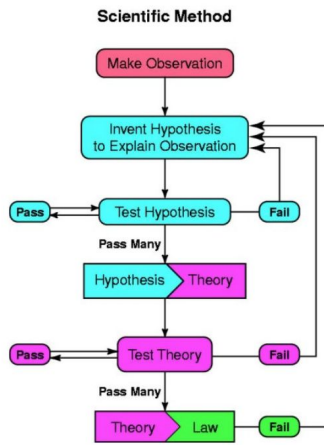 Scientific Method
Make Observation
Invent Hypothesis
to Explain Observation
Pass
Test Hypothesis
Fail
Pass Many
Hypothesis
Theory
Pass
Test Theory
Fail
Pass Many
Theory
Law
Fail